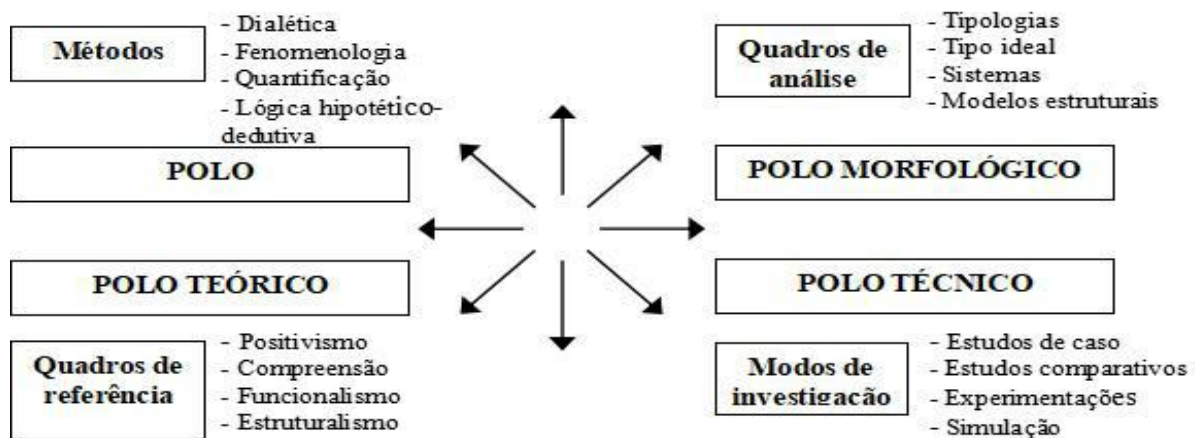 Métodos
- Dialética
- Fenomenologia
- Quantificação
- Lógica hipotético-
dedutiva
POLO
Quadros de
análise
- Tipologias
- Tipo ideal
- Sistemas
- Modelos estruturais
POLO MORFOLÓGICO
POLO TEÓRICO
Quadros de
referência
- Positivismo
- Compreensão
- Funcionalismo
- Estruturalismo
POLO TÉCNICO
Modos de
investigação
- Estudos de caso
- Estudos comparativos
- Experimentações
- Simulação